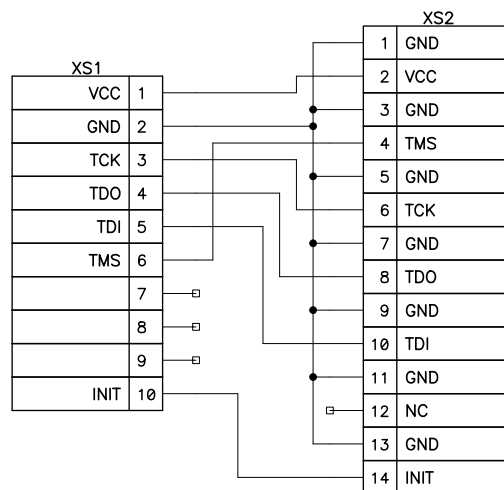 XS1
VCC 1
GND 2
TCK 3
TDO 4
TDI 5
TMS 6
7
8
9
INIT 10
XS2
1 GND
2 VCC
3 GND
4 TMS
5 GND
6 TCK
7 GND
8 TDO
9 GND
10 TDI
11 GND
12 NC
13 GND
14 INIT